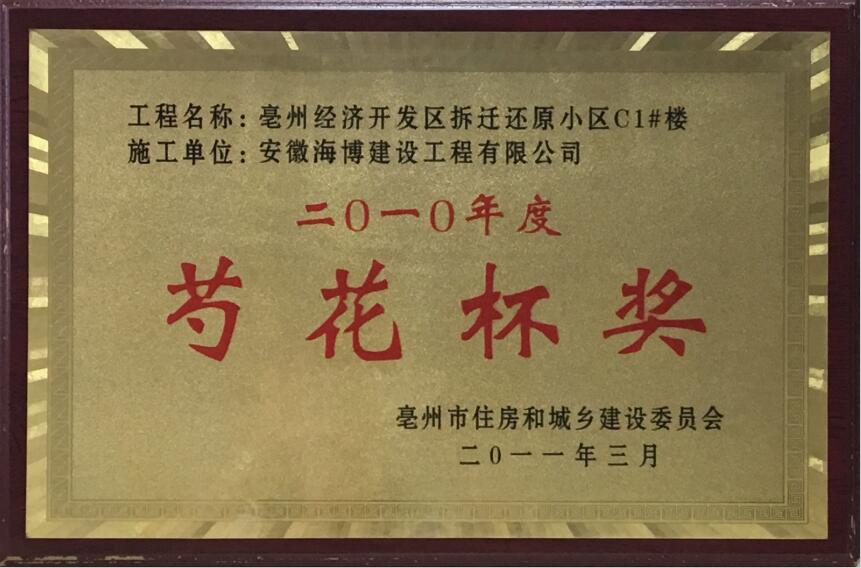 工程名称：亳州经济开发区拆迁还原小区C1#楼
施工单位：安徽海博建设工程有限公司
二〇一〇年度
芍花杯奖
亳州市住房和城乡建设委员会
二〇一一年三月